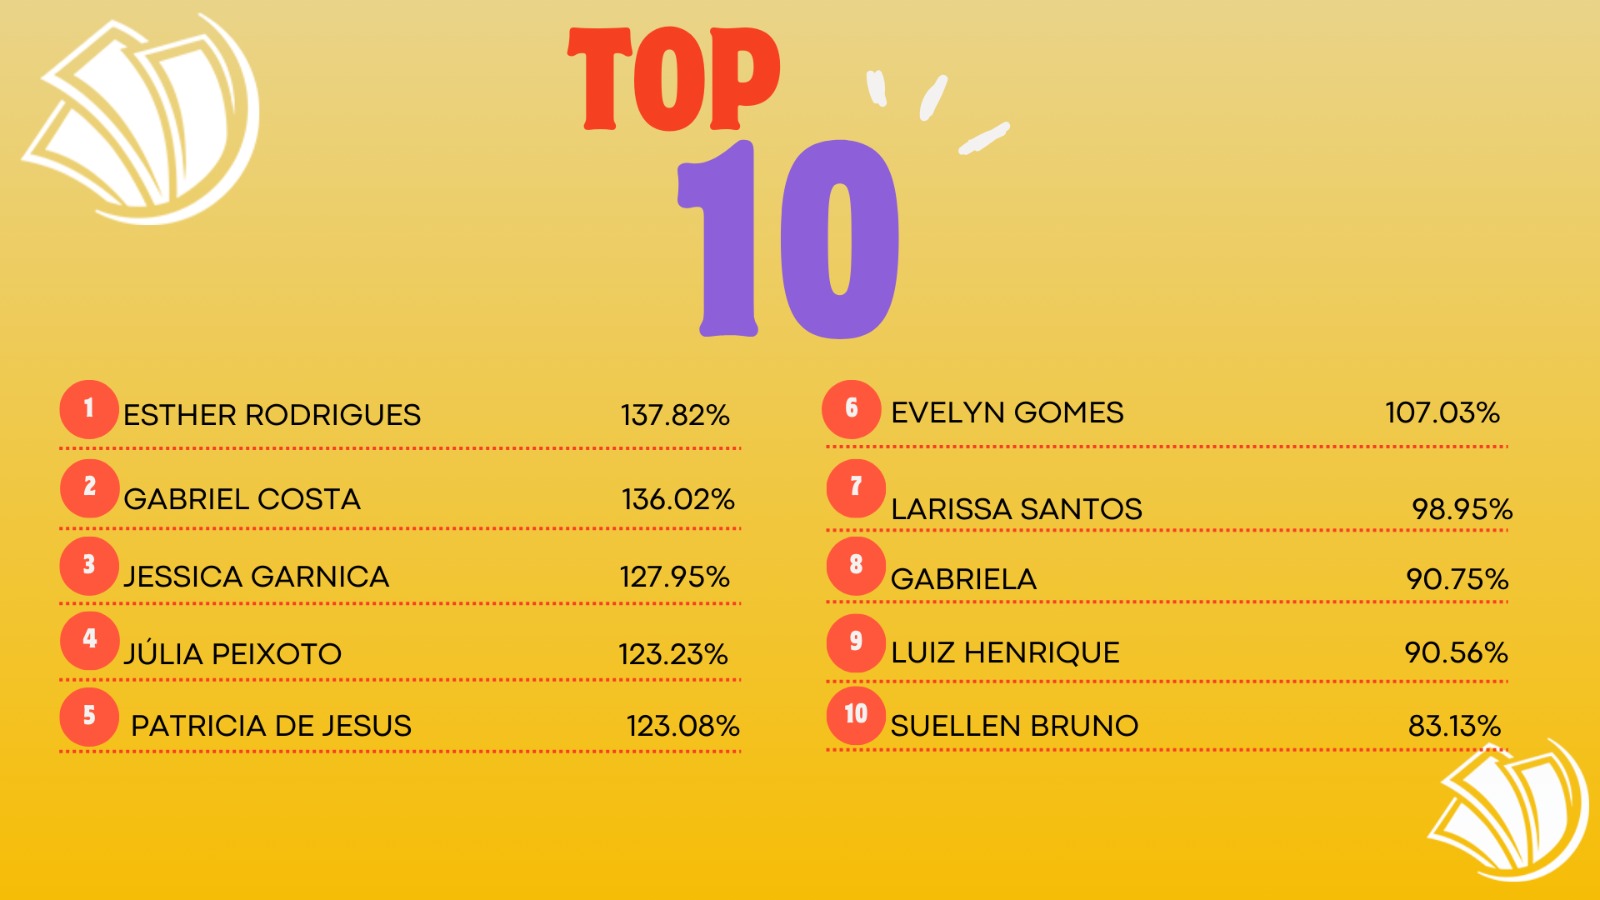 TOP
10
1 ESTHER RODRIGUES 137.82%
2 GABRIEL COSTA 136.02%
3 JESSICA GARNICA 127.95%
4 JÚLIA PEIXOTO 123.23%
5 PATRICIA DE JESUS 123.08%
6 EVELYN GOMES 107.03%
7 LARISSA SANTOS 98.95%
8 GABRIELA 90.75%
9 LUIZ HENRIQUE 90.56%
10 SUELLEN BRUNO 83.13%